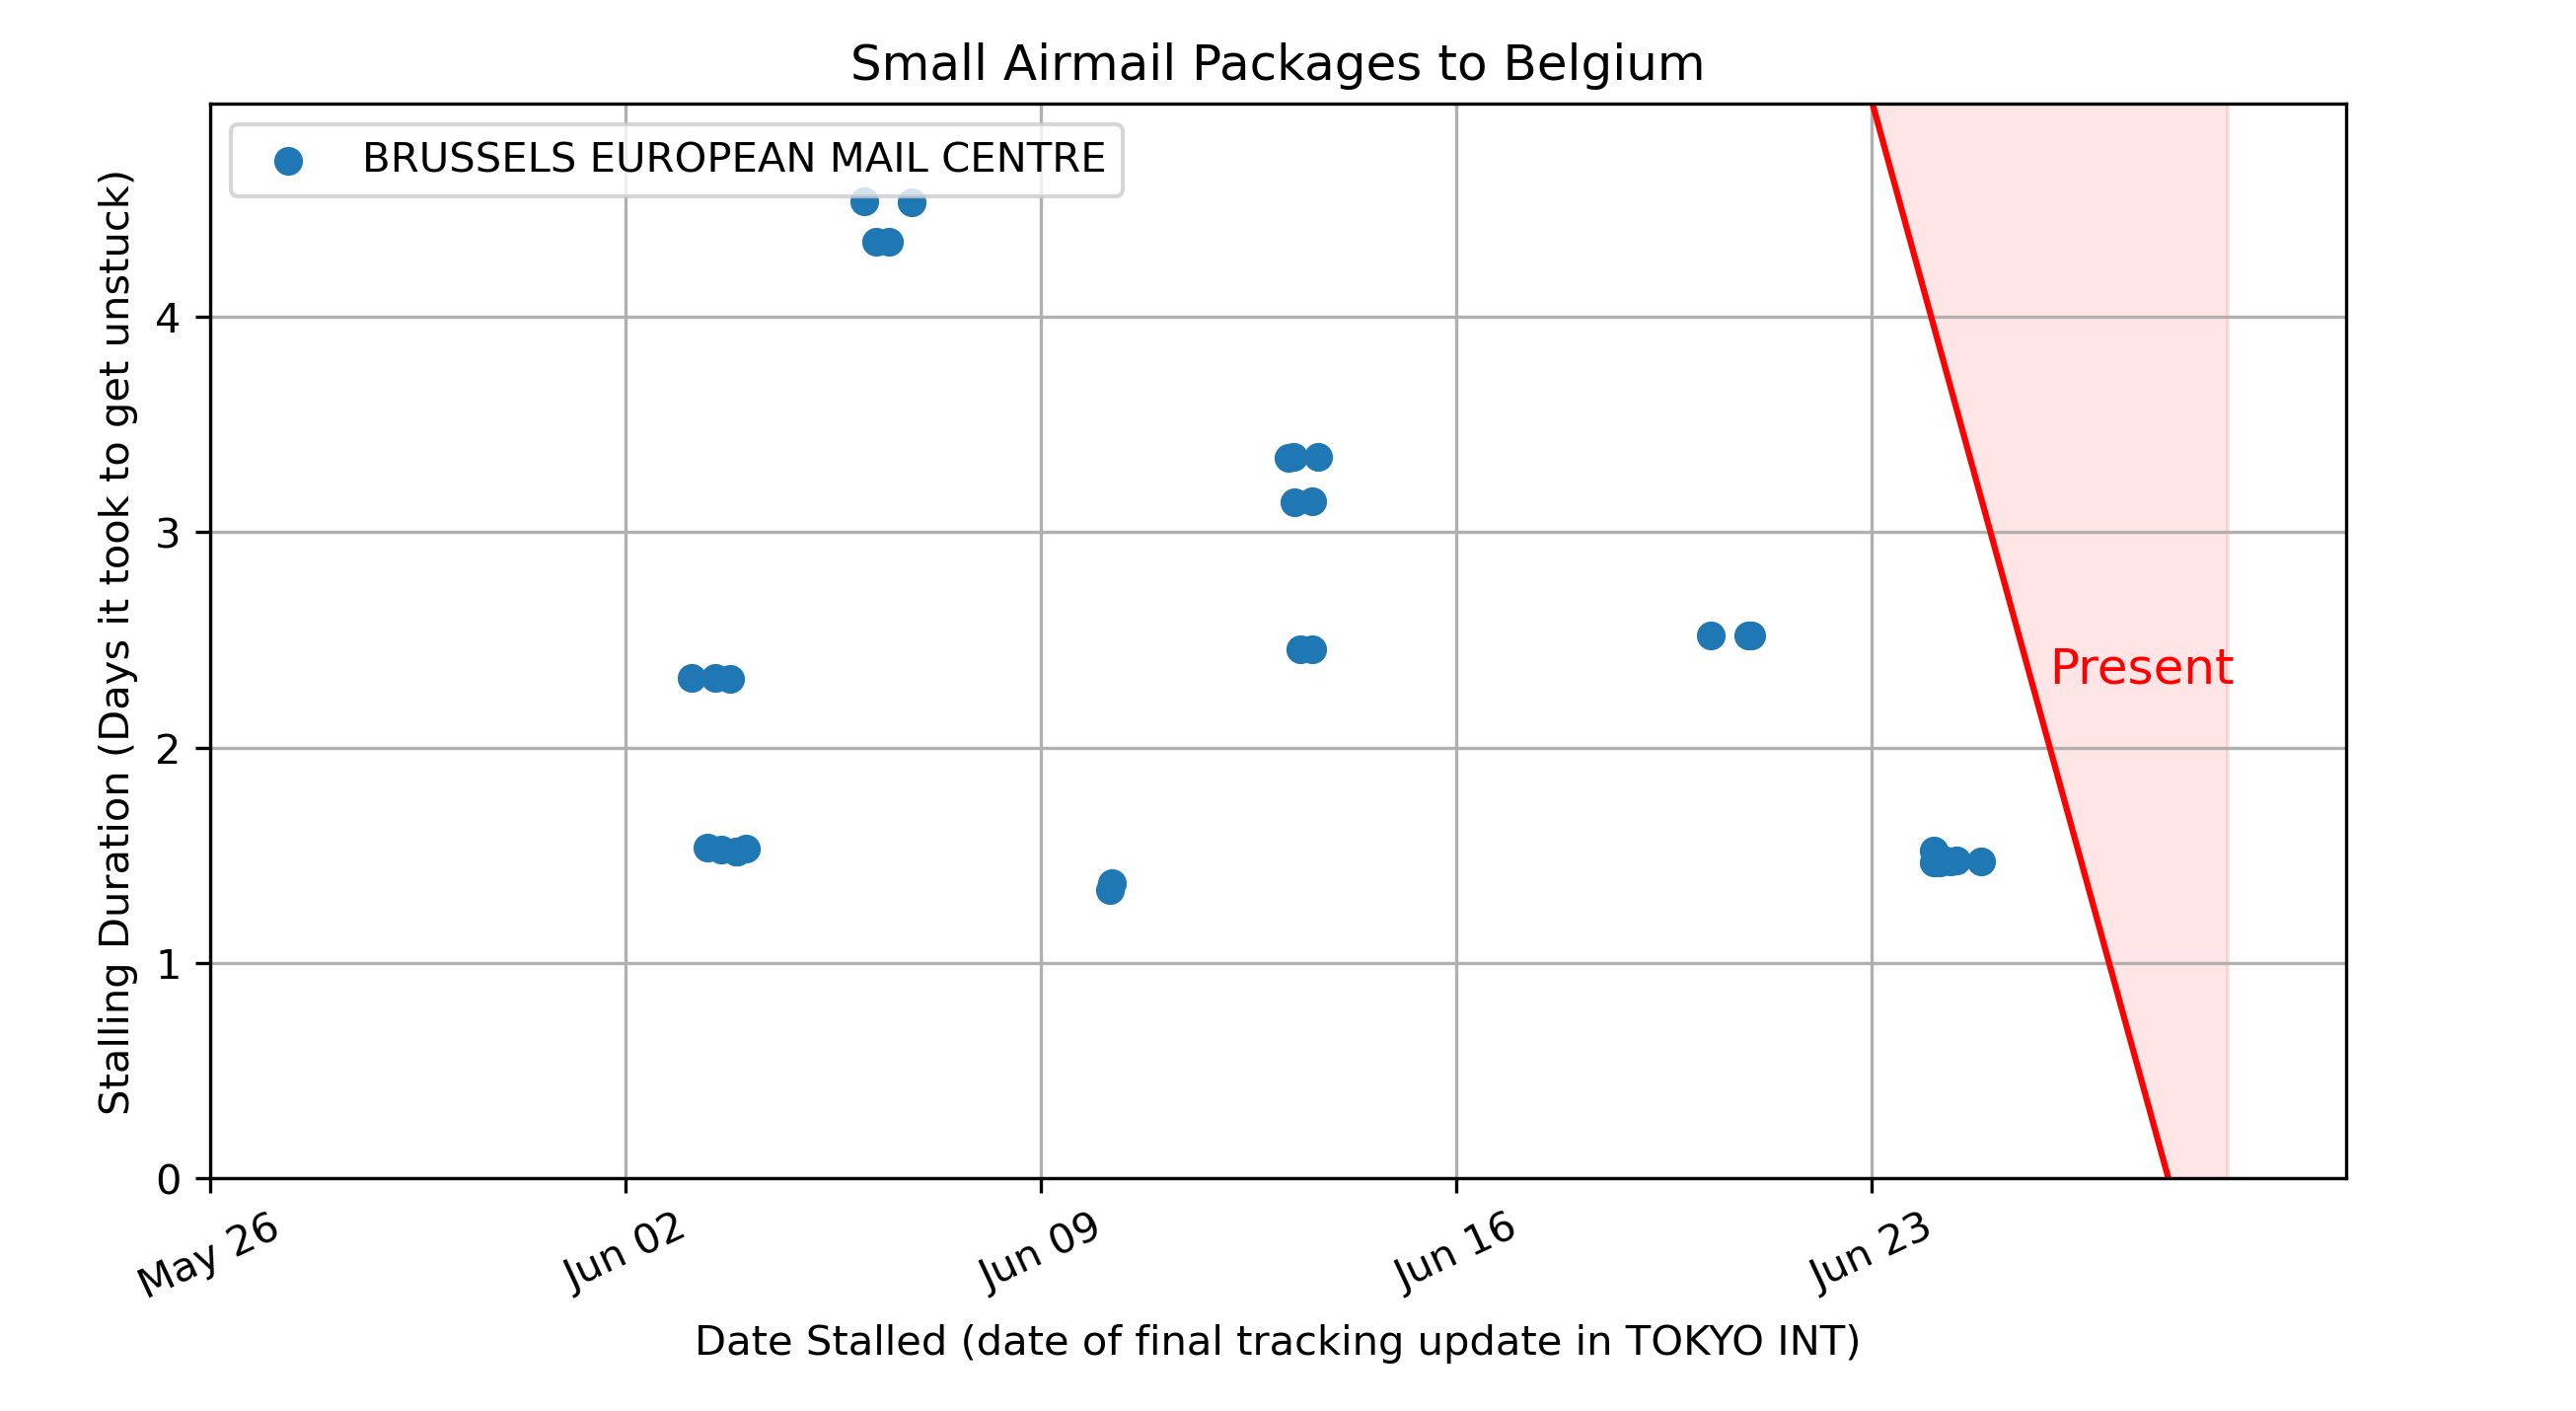 Small Airmail Packages to Belgium
BRUSSELS EUROPEAN MAIL CENTRE
Stalling Duration (Days it took to get unstuck)
4
3
2
1
0
Present
May 26
Jun 02
Jun 09
Jun 16
Jun 23
Date Stalled (date of final tracking update in TOKYO INT)